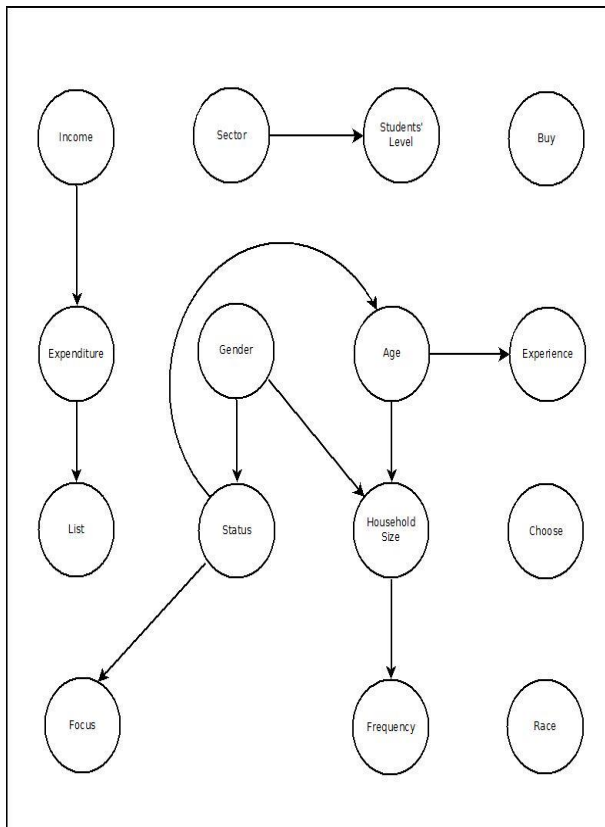 Income
Sector
Students'
Level
Buy
Expenditure
Gender
Age
Experience
List
Status
Household
Size
Choose
Focus
Frequency
Race